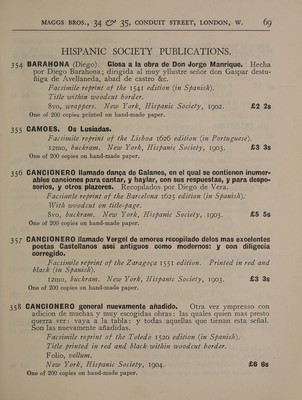 MAGGS BROS., 34 & 35, CONDUIT STREET, LONDON, W. 69
HISPANIC SOCIETY PUBLICATIONS.
354 BARAHONA (Diego). Glosa a la obra de Don Jorge Manrique. Hecha
por Diego Barahona; dirigida al muy yllustre señor don Gaspar destu-
ñiga de Avellaneda, abad de castro &c.
Facsimile reprint of the 1541 edition (in Spanish).
Title within woodcut border.
8vo, wrappers. New York, Hispanic Society, 1902. £2 2s
One of 200 copies printed on hand-made paper.
355 CAMOES. Os Lusiadas.
Facsimile reprint of the Lisboa 1626 edition (in Portuguese).
12mo, buckram. New York, Hispanic Society, 1903. £3 3s
One of 200 copies on hand-made paper.
356 CANCIONERO llamado dança de Galanes, en el qual se contienen inumer-
ables canciones para cantar, y baylar, con sus respuestas, y para despo-
sorios, y otros plazeres. Recopilados por Diego de Vera.
Facsimile reprint of the Barcelona 1625 edition (in Spanish).
With woodcut on title-page.
8vo, buckram. New York, Hispanic Society, 1903. £5 5s
One of 200 copies on hand-made paper.
357 CANCIONERO llamado Vergel de amores recopilado delos mas excelentes
poetas Castellanos assi antiguos como modernos: y con diligēcia
corregido.
Facsimile reprint of the Zaragoça 1551 edition. Printed in red and
black (in Spanish).
12mo, buckram. New York, Hispanic Society, 1903. £3 3s
One of 200 copies on hand-made paper.
358 CANCIONERO general nuevamente añadido. Otra vez ympresso con
adicion de muchas y muy escogidas obras: las quales quien mas presto
querra ver: vaya a la tabla: y todas aquellas que tienan esta señal.
Son las nuevamente añadidas.
Facsimile reprint of the Toledo 1520 edition (in Spanish).
Title printed in red and black within woodcut border.
Folio, vellum.
New York, Hispanic Society, 1904. £6 6s
One of 200 copies on hand-made paper.